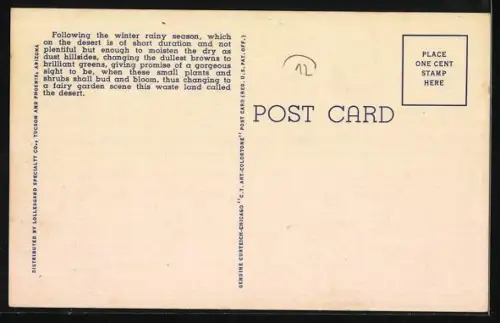 Following the winter rainy season, which
on the desert is of short duration and not
plentiful but enough to moisten the dry as
dust hillsides, changing the dullest browns to
brilliant greens, giving promise of a gorgeous
sight to be, when these small plants and
shrubs shall bud and bloom, thus changing to
a fairy garden scene this waste land called
the desert.
DISTRIBUTED BY LOLLESGARD SPECIALTY CO., TUCSON AND PHOENIX, ARIZONA
GENUINE CURTEICH-CHICAGO "C.T. ART-COLORTONE" POST CARD (REG. U.S. PAT. OFF.)
12
POST CARD
PLACE
ONE CENT
STAMP
HERE